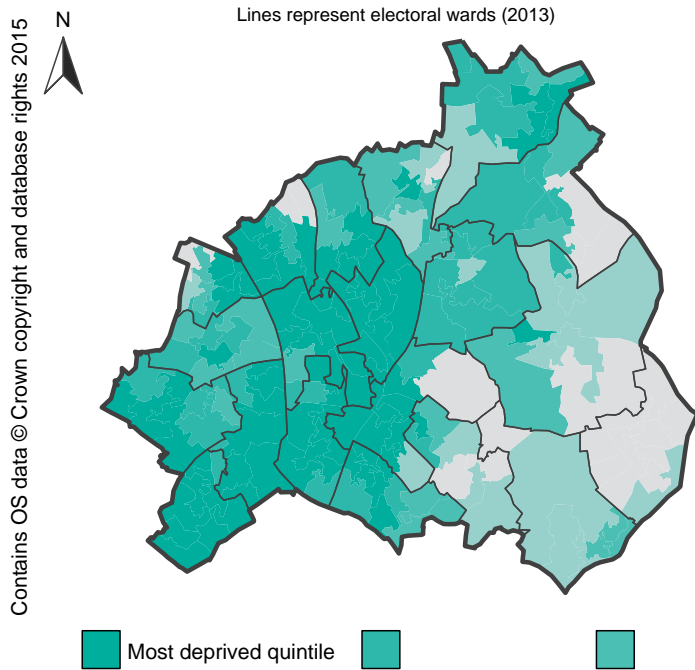 Lines represent electoral wards (2013)
N
Contains OS data © Crown copyright and database rights 2015
Most deprived quintile